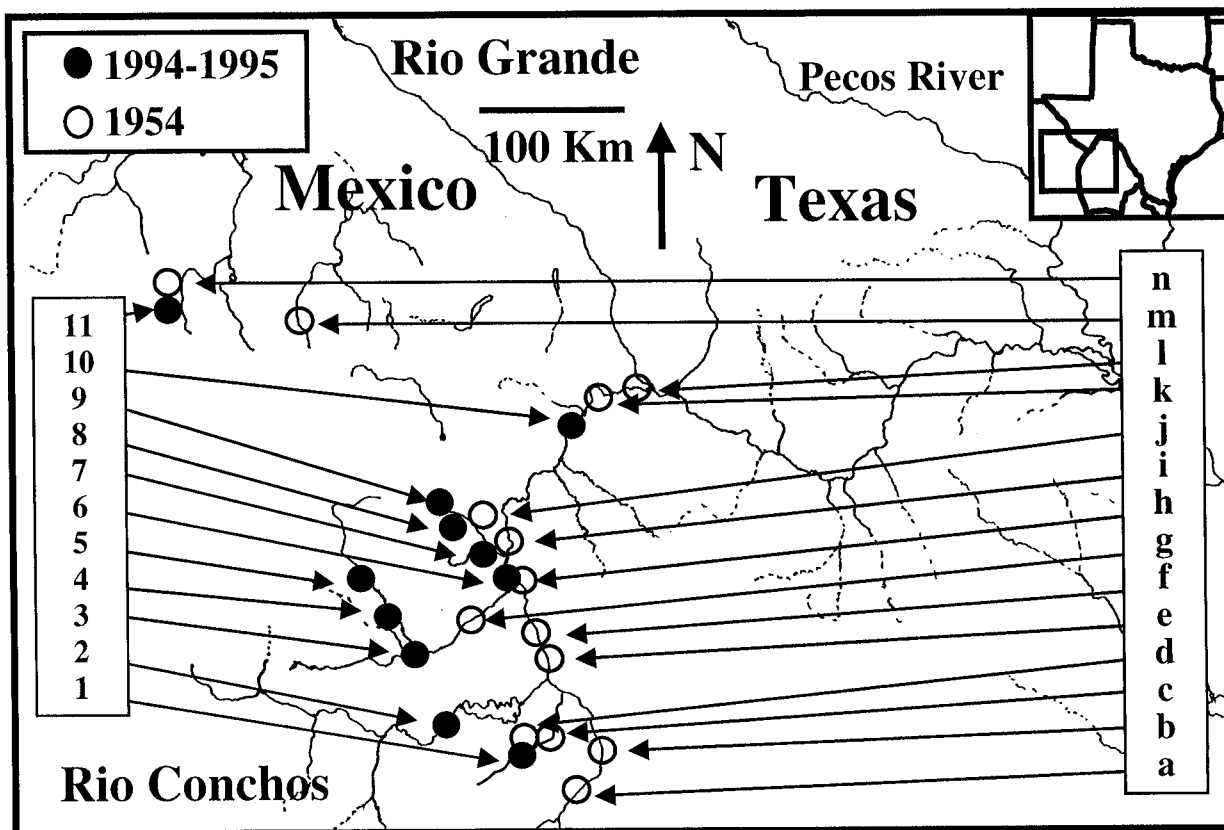 1994-1995
1954
Rio Grande
100 Km
N
Pecos River
Mexico
Texas
11
10
9
8
7
6
5
4
3
2
1
n
m
l
k
j
i
h
g
f
e
d
c
b
a
Rio Conchos